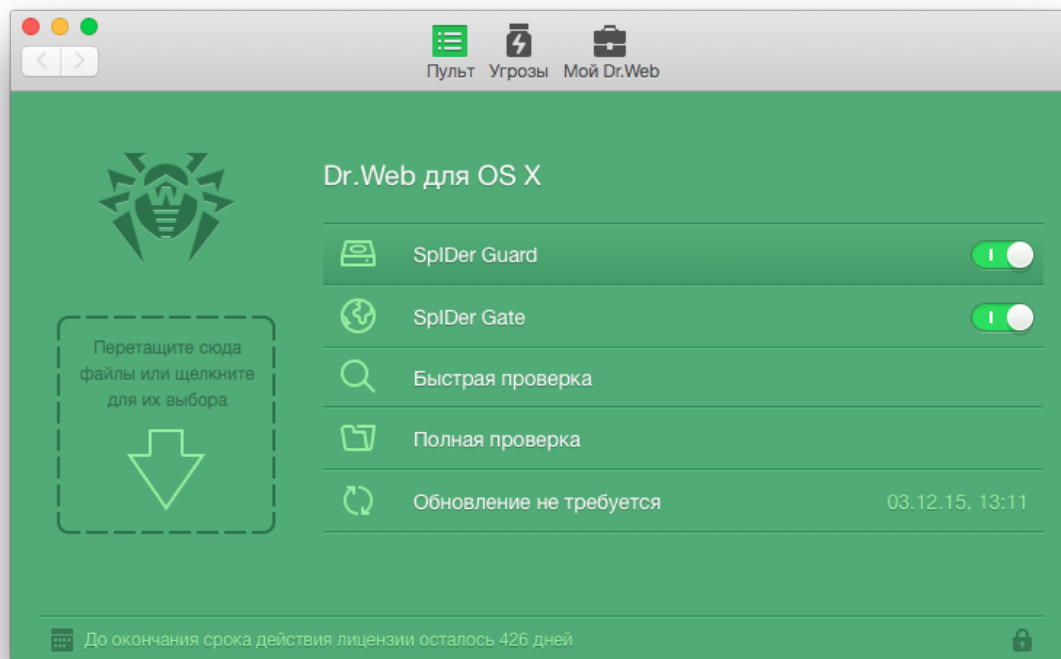 Пульт Угрозы Мой Dr.Web
Dr.Web для OS X
SpIDer Guard
SpIDer Gate
Быстрая проверка
Полная проверка
Обновление не требуется 03.12.15, 13:11
Перетащите сюда
файлы или щелкните
для их выбора
До окончания срока действия лицензии осталось 426 дней